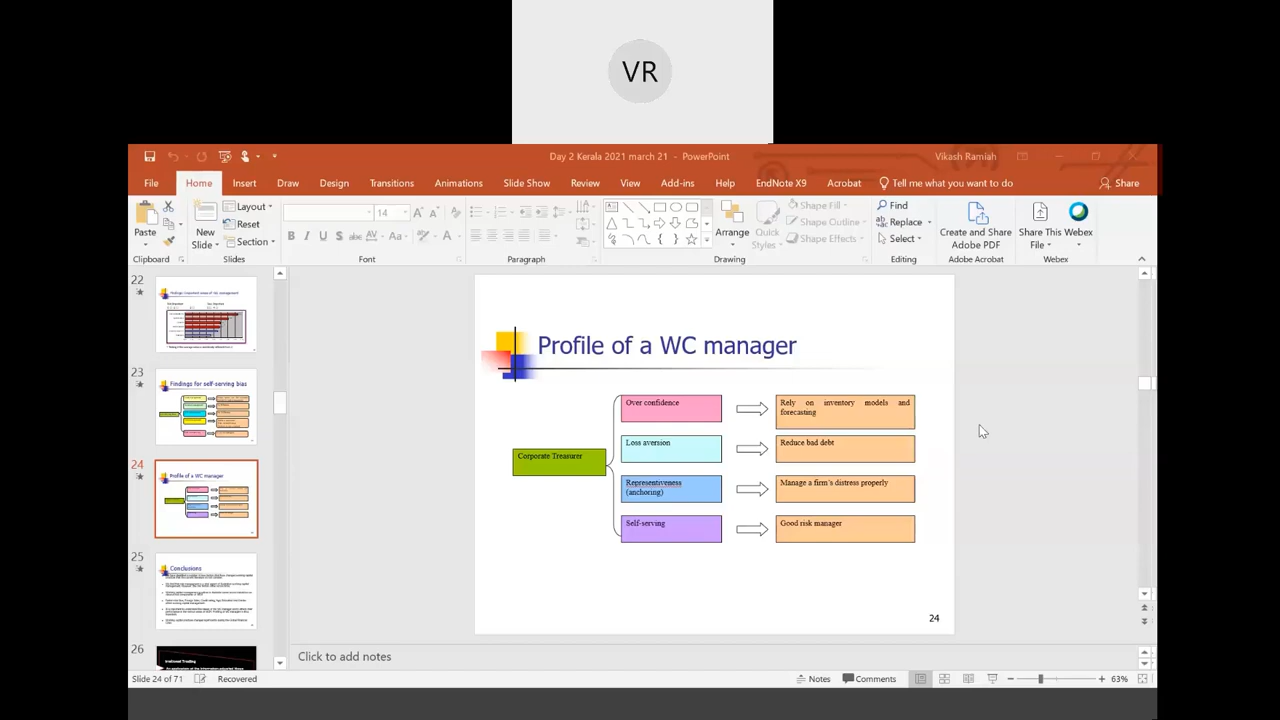 VR
Day 2 Kerala 2021 march 21 - PowerPoint
Vikash Ramiah
File Home Insert Draw Design Transitions Animations Slide Show Review View Add-ins Help EndNote X9 Acrobat Tell me what you want to do Share
Paste
Clipboard
New
Slide
Layout
Reset
Section
Slides
14
B I U S abc AV Aa
Font
Paragraph
Arrange
Quick
Styles
Shape Fill
Shape Outline
Shape Effects
Drawing
Find
Replace
Select
Editing
Create and Share
Adobe PDF
Adobe Acrobat
Share This
File
Webex
Webex
22
23
Findings for self-serving bias
24
Profile of a WC manager
25
Conclusions
26
Profile of a WC manager
Corporate Treasurer
Over confidence
Rely on inventory models and
forecasting
Loss aversion
Reduce bad debt
Representiveness
(anchoring)
Manage a firm's distress properly
Self-serving
Good risk manager
24
Click to add notes
Slide 24 of 71 Recovered Notes Comments 63%